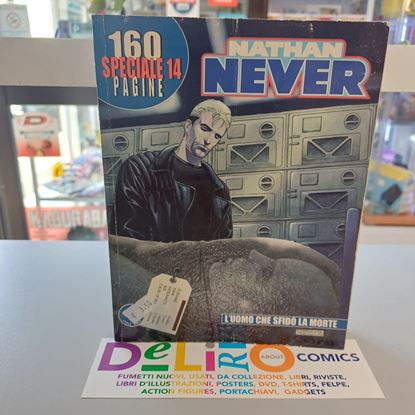 160
SPECIALE 14
PAGINE
NATHAN
NEVER
L'UOMO CHE SFIDÒ LA MORTE
DeLiRi
ABOUT
COMICS
FUMETTI NUOVI, USATI, DA COLLEZIONE, LIBRI, RIVISTE,
LIBRI D'ILLUSTRAZIONI, POSTERS, DVD, T-SHIRTS, FELPE,
ACTION FIGURES, PORTACHIAVI, GADGETS